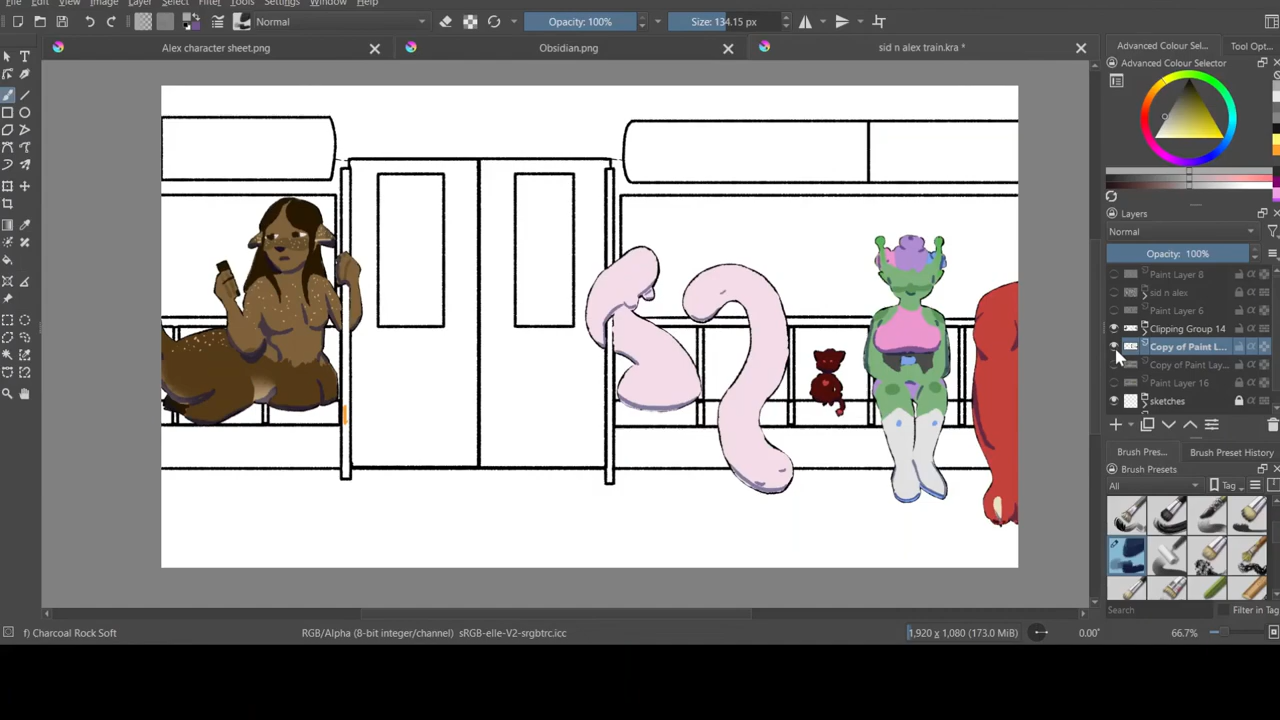 File Edit View Image Layer Select Filter Tools Settings Window Help
Normal Opacity: 100% Size: 134.15 px
Alex character sheet.png Obsidian.png sid n alex train.kra *
Advanced Colour Sel... Tool Opt...
Advanced Colour Selector
Layers
Normal
Opacity: 100%
Paint Layer 8
sid n alex
Paint Layer 6
Clipping Group 14
Copy of Paint L...
Copy of Paint Lay...
Paint Layer 16
sketches
Brush Pres... Brush Preset History
Brush Presets
All Tag
Search Filter in Tag
f) Charcoal Rock Soft RGB/Alpha (8-bit integer/channel) sRGB-elle-V2-srgbtrc.icc 1,920 x 1,080 (173.0 MiB) 0.00° 66.7%